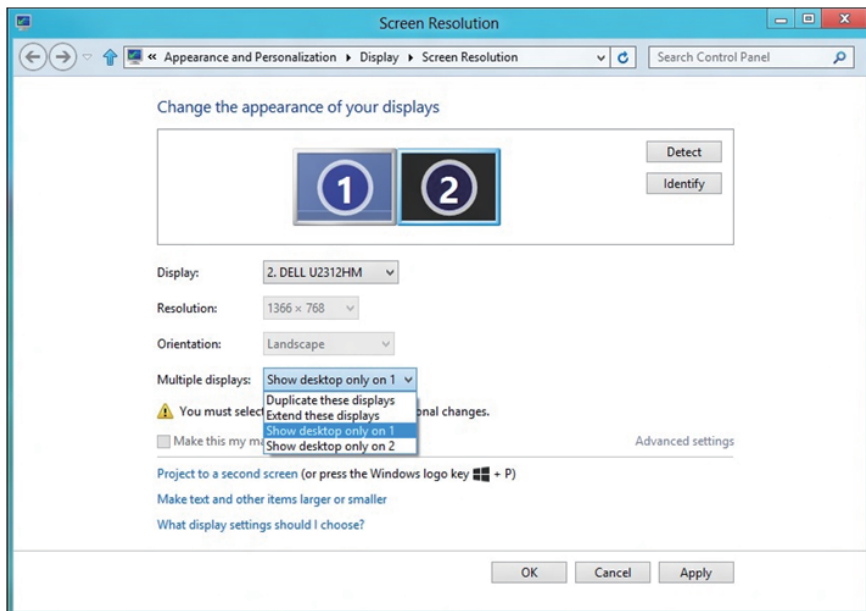 Screen Resolution
« Appearance and Personalization ▸ Display ▸ Screen Resolution
Search Control Panel
Change the appearance of your displays
1 2
Detect
Identify
Display: 2. DELL U2312HM
Resolution: 1366 × 768
Orientation: Landscape
Multiple displays: Show desktop only on 1
Duplicate these displays
Extend these displays
Show desktop only on 1
Show desktop only on 2
You must selec onal changes.
Make this my ma
Advanced settings
Project to a second screen (or press the Windows logo key + P)
Make text and other items larger or smaller
What display settings should I choose?
OK Cancel Apply